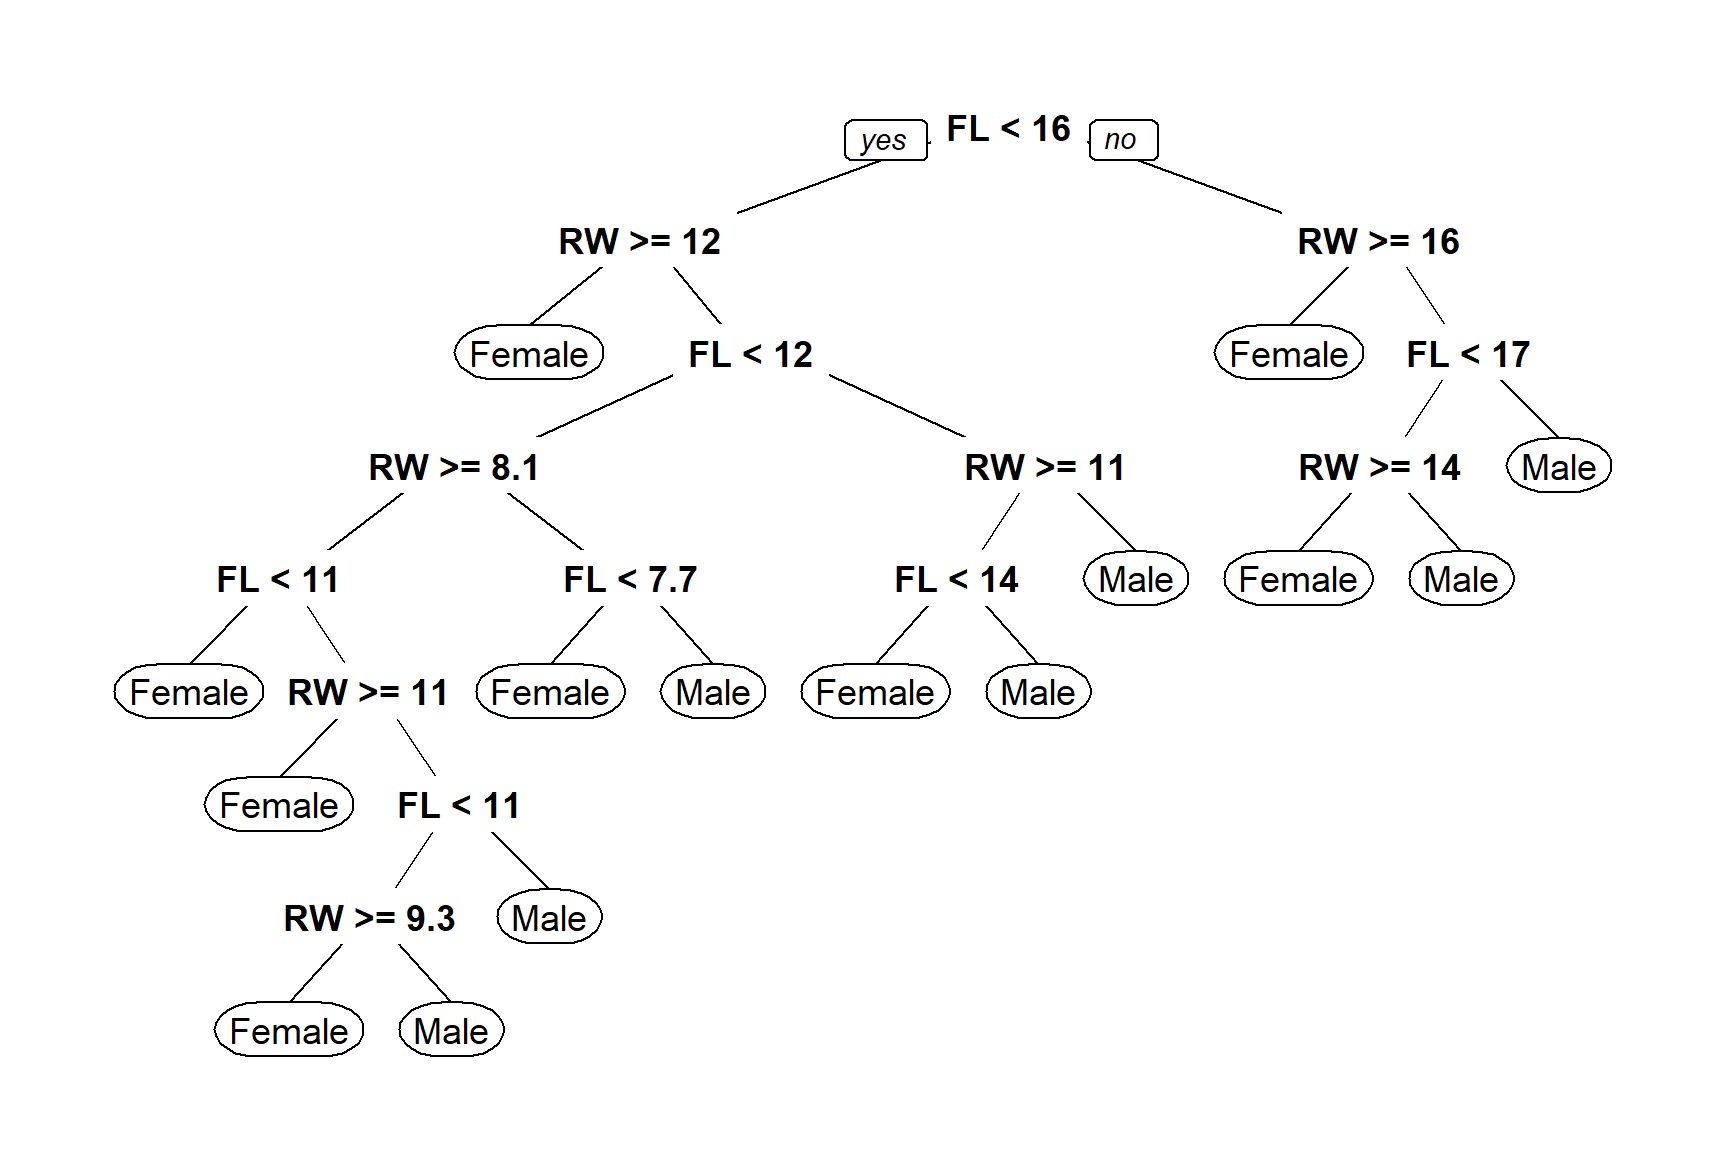 yes FL < 16 no
RW >= 12 RW >= 16
Female FL < 12 Female FL < 17
RW >= 8.1 RW >= 11 RW >= 14 Male
FL < 11 FL < 7.7 FL < 14 Male Female Male
Female RW >= 11 Female Male Female Male
Female FL < 11
RW >= 9.3 Male
Female Male